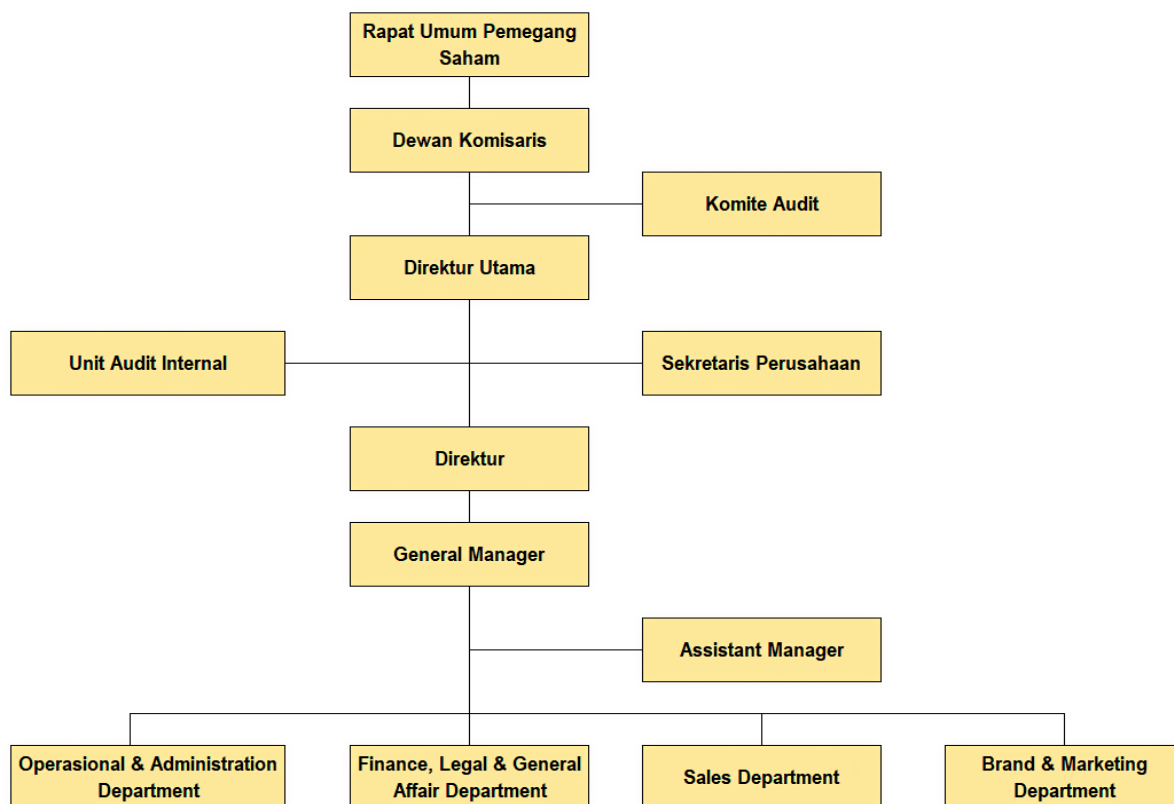 Rapat Umum Pemegang
Saham
Dewan Komisaris
Komite Audit
Direktur Utama
Unit Audit Internal
Sekretaris Perusahaan
Direktur
General Manager
Assistant Manager
Operasional & Administration
Department
Finance, Legal & General
Affair Department
Sales Department
Brand & Marketing
Department